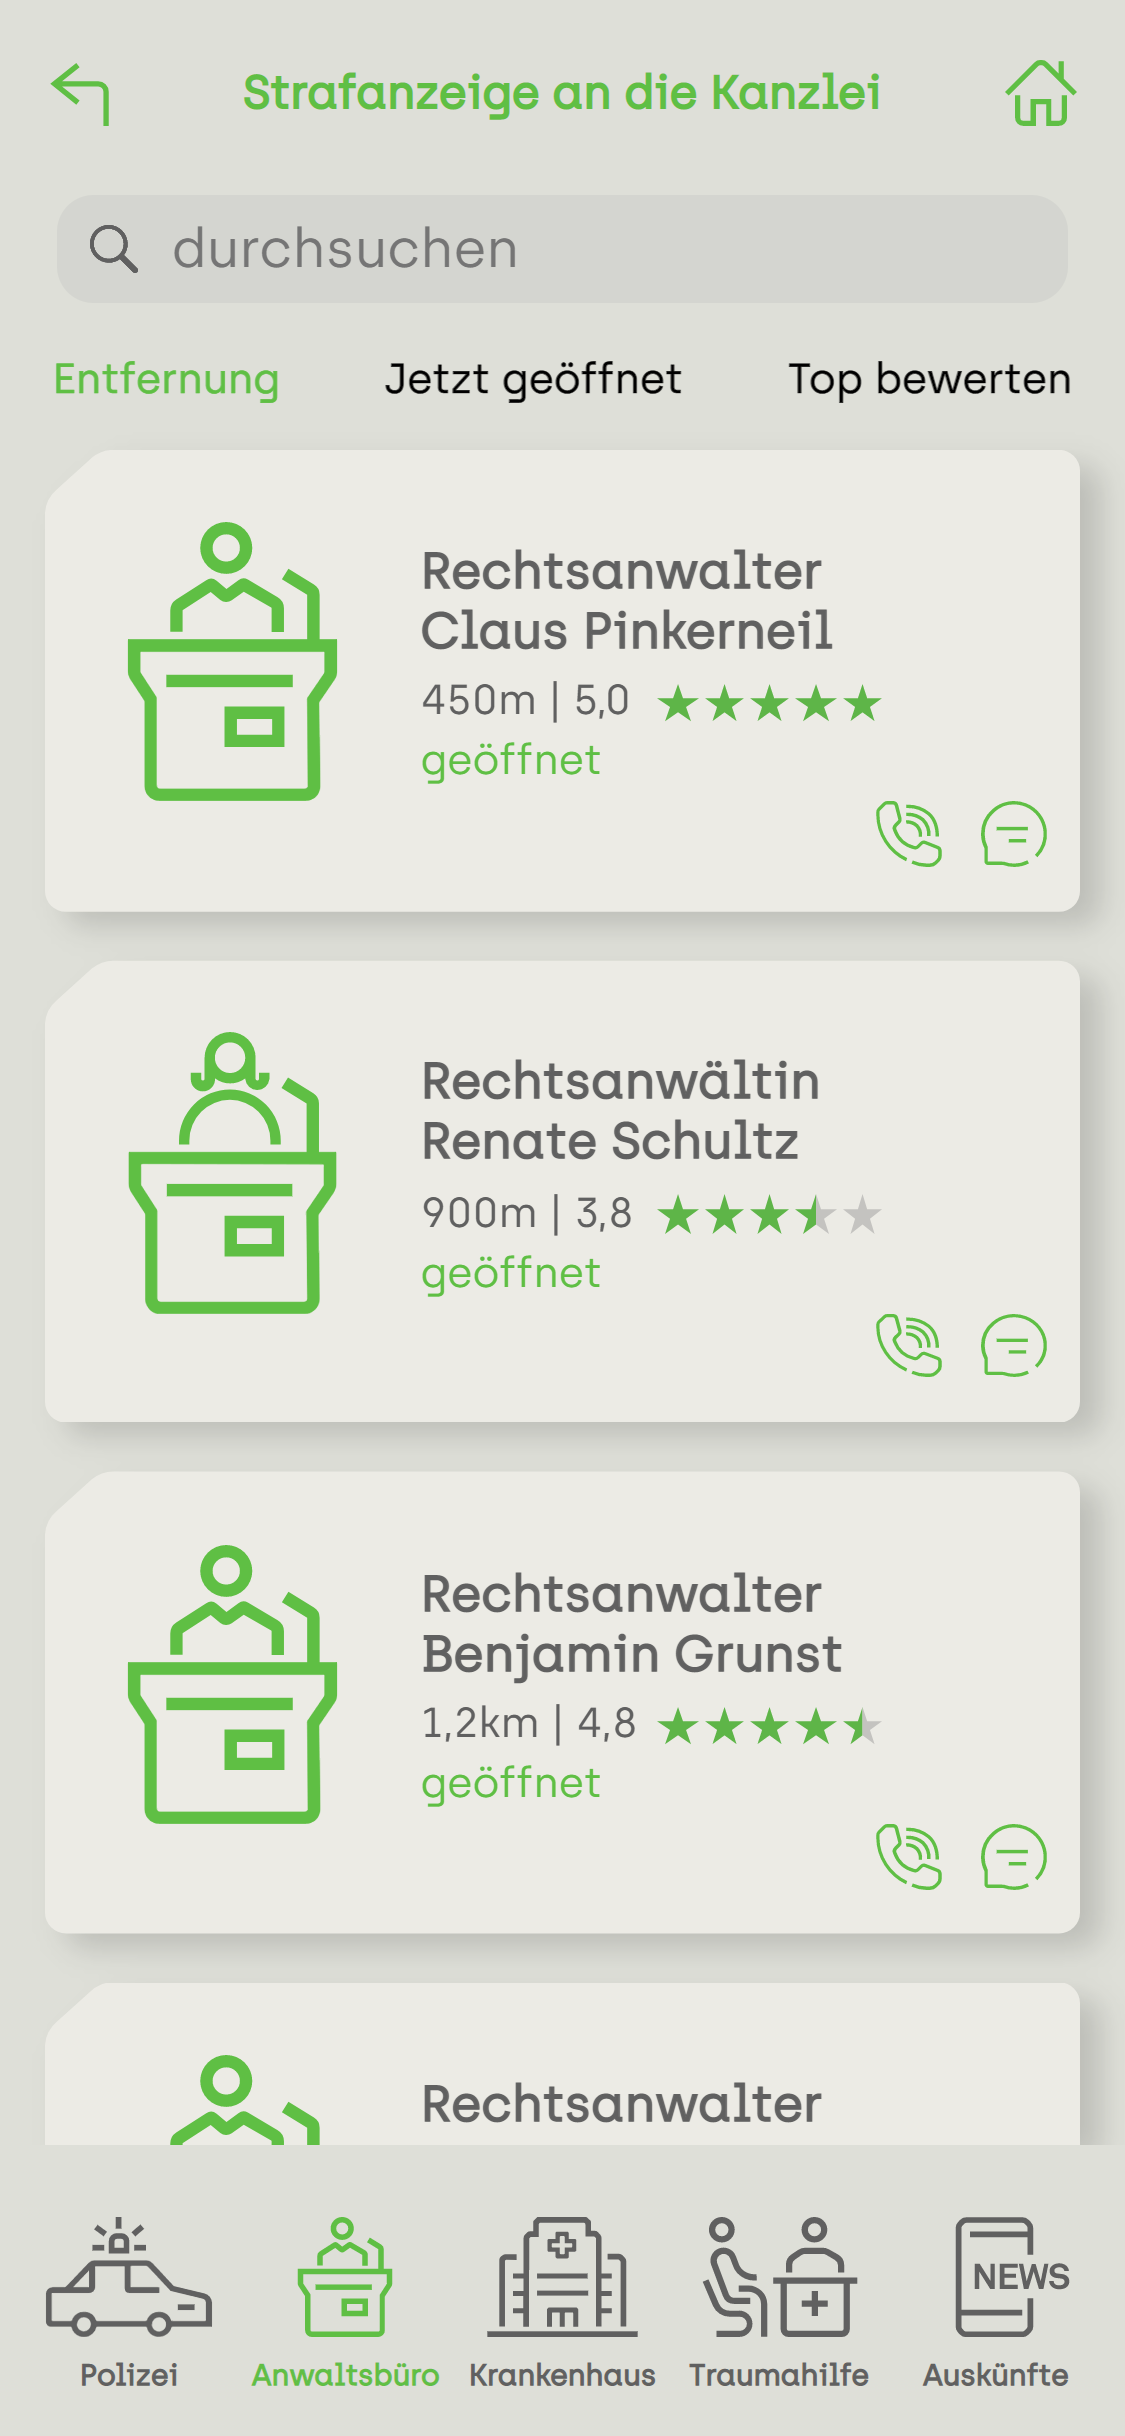 Strafanzeige an die Kanzlei
durchsuchen
Entfernung Jetzt geöffnet Top bewerten
Rechtsanwalter
Claus Pinkerneil
450m | 5,0
geöffnet
Rechtsanwältin
Renate Schultz
900m | 3,8
geöffnet
Rechtsanwalter
Benjamin Grunst
1,2km | 4,8
geöffnet
Rechtsanwalter
NEWS
Polizei Anwaltsbüro Krankenhaus Traumahilfe Auskünfte